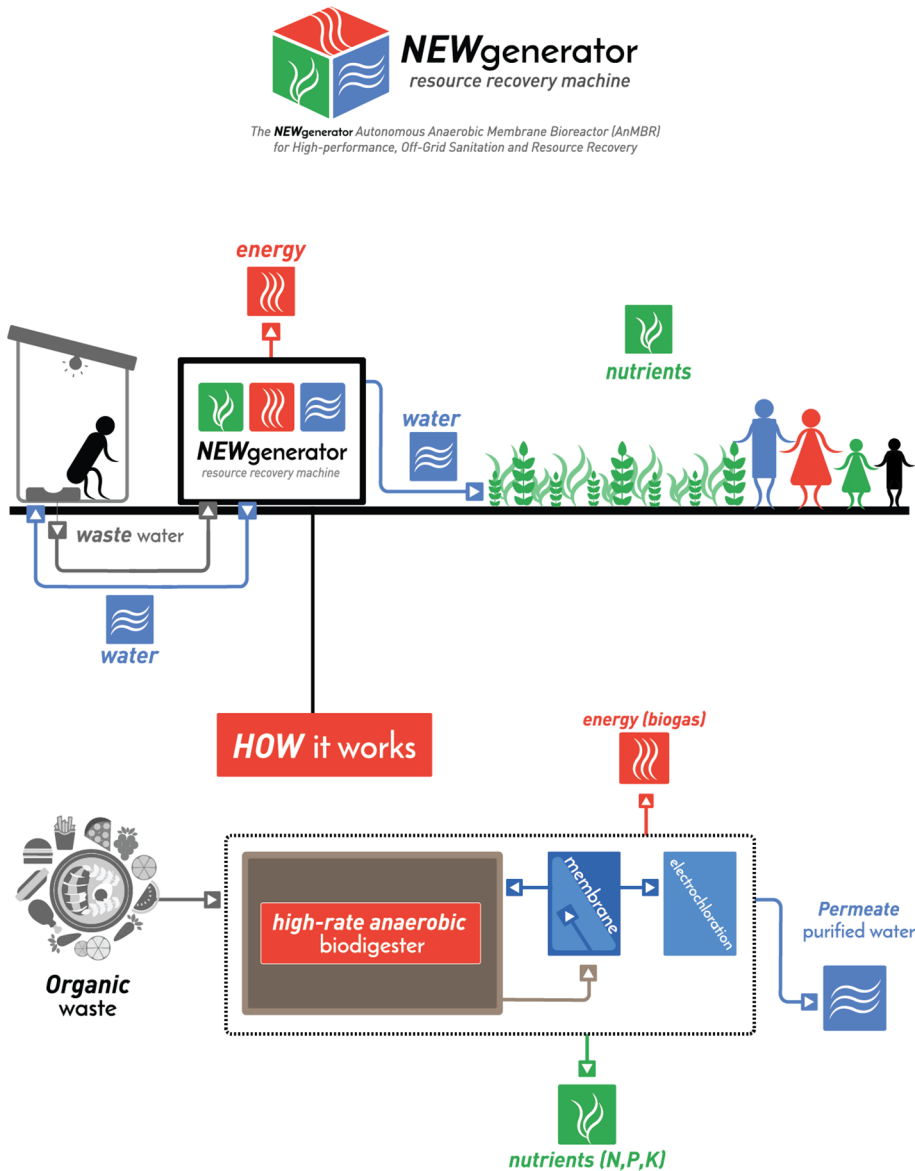 NEWgenerator
resource recovery machine
The NEWgenerator Autonomous Anaerobic Membrane Bioreactor (AnMBR)
for High-performance, Off-Grid Sanitation and Resource Recovery
energy
nutrients
water
NEWgenerator
resource recovery machine
waste water
water
HOW it works
energy (biogas)
membrane
electrochloration
high-rate anaerobic
biodigester
Permeate
purified water
Organic
waste
nutrients (N,P,K)